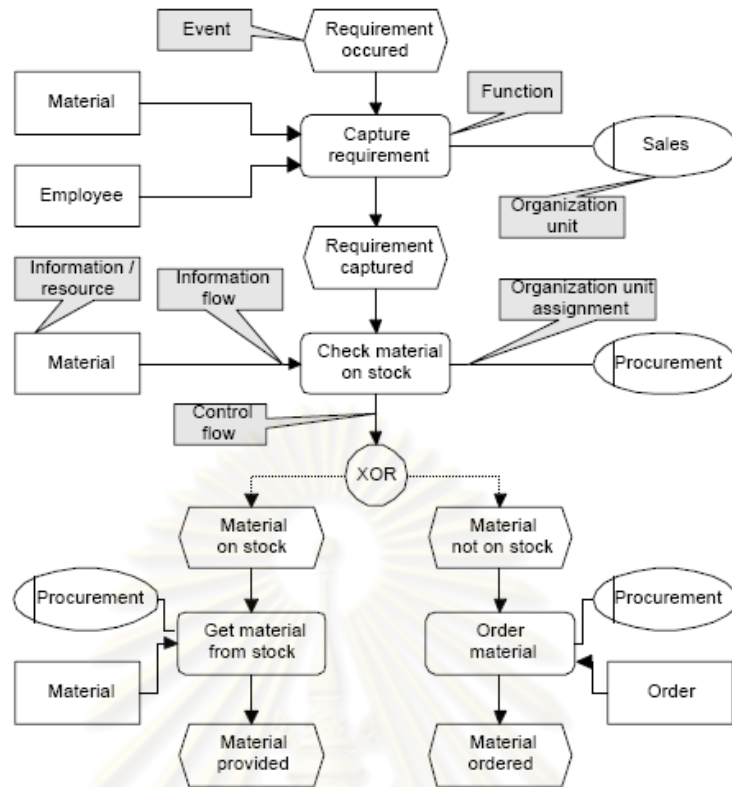 Event
Requirement
occured
Material
Function
Capture
requirement
Sales
Employee
Organization
unit
Requirement
captured
Information /
resource
Information
flow
Organization unit
assignment
Material
Check material
on stock
Procurement
Control
flow
XOR
Material
on stock
Material
not on stock
Procurement
Procurement
Get material
from stock
Order
material
Material
Order
Material
provided
Material
ordered